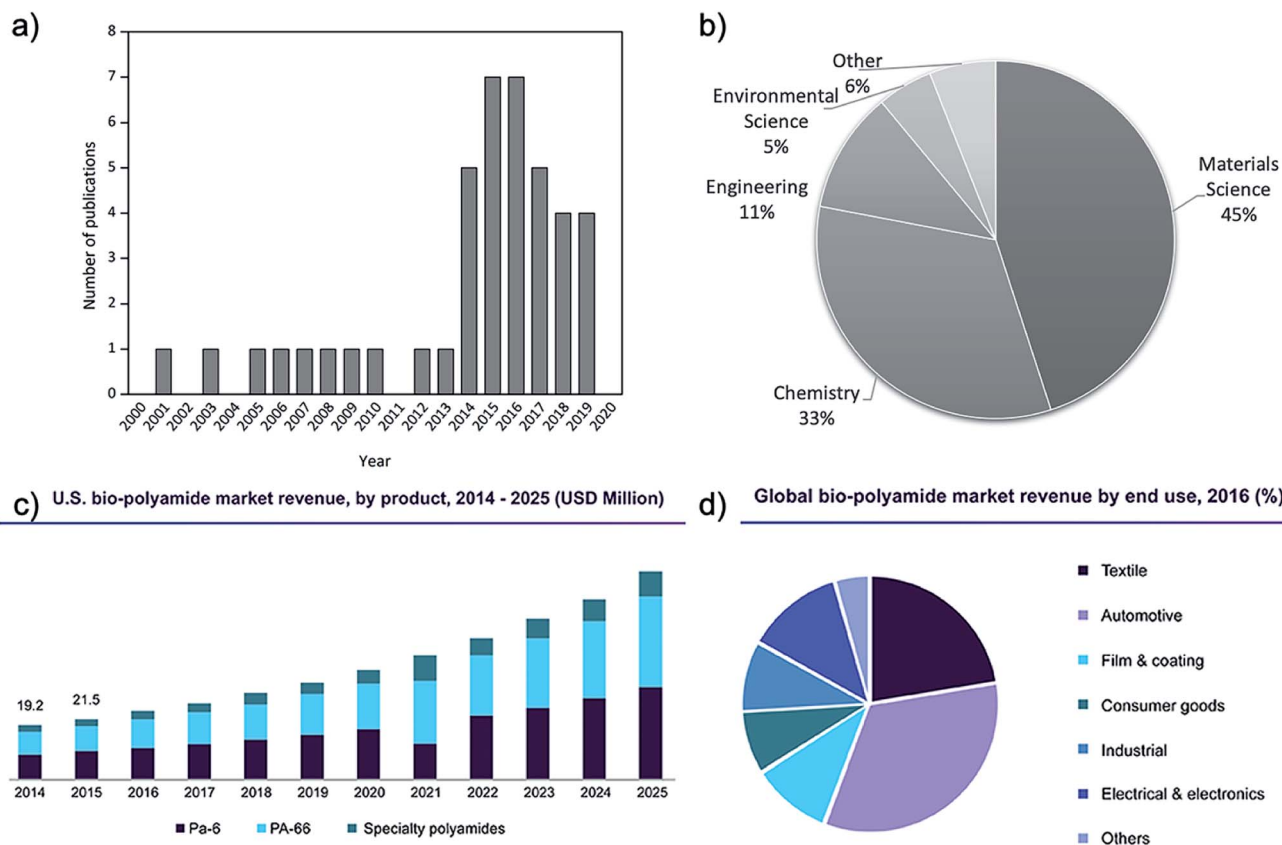 a)
Number of publications
8
7
6
5
4
3
2
1
0
2000
2001
2002
2003
2004
2005
2006
2007
2008
2009
2010
2011
2012
2013
2014
2015
2016
2017
2018
2019
2020
Year
b)
Other
6%
Environmental
Science
5%
Engineering
11%
Chemistry
33%
Materials
Science
45%
c)
U.S. bio-polyamide market revenue, by product, 2014 - 2025 (USD Million)
19.2
21.5
2014 2015 2016 2017 2018 2019 2020 2021 2022 2023 2024 2025
Pa-6 PA-66 Specialty polyamides
d)
Global bio-polyamide market revenue by end use, 2016 (%)
Textile
Automotive
Film & coating
Consumer goods
Industrial
Electrical & electronics
Others